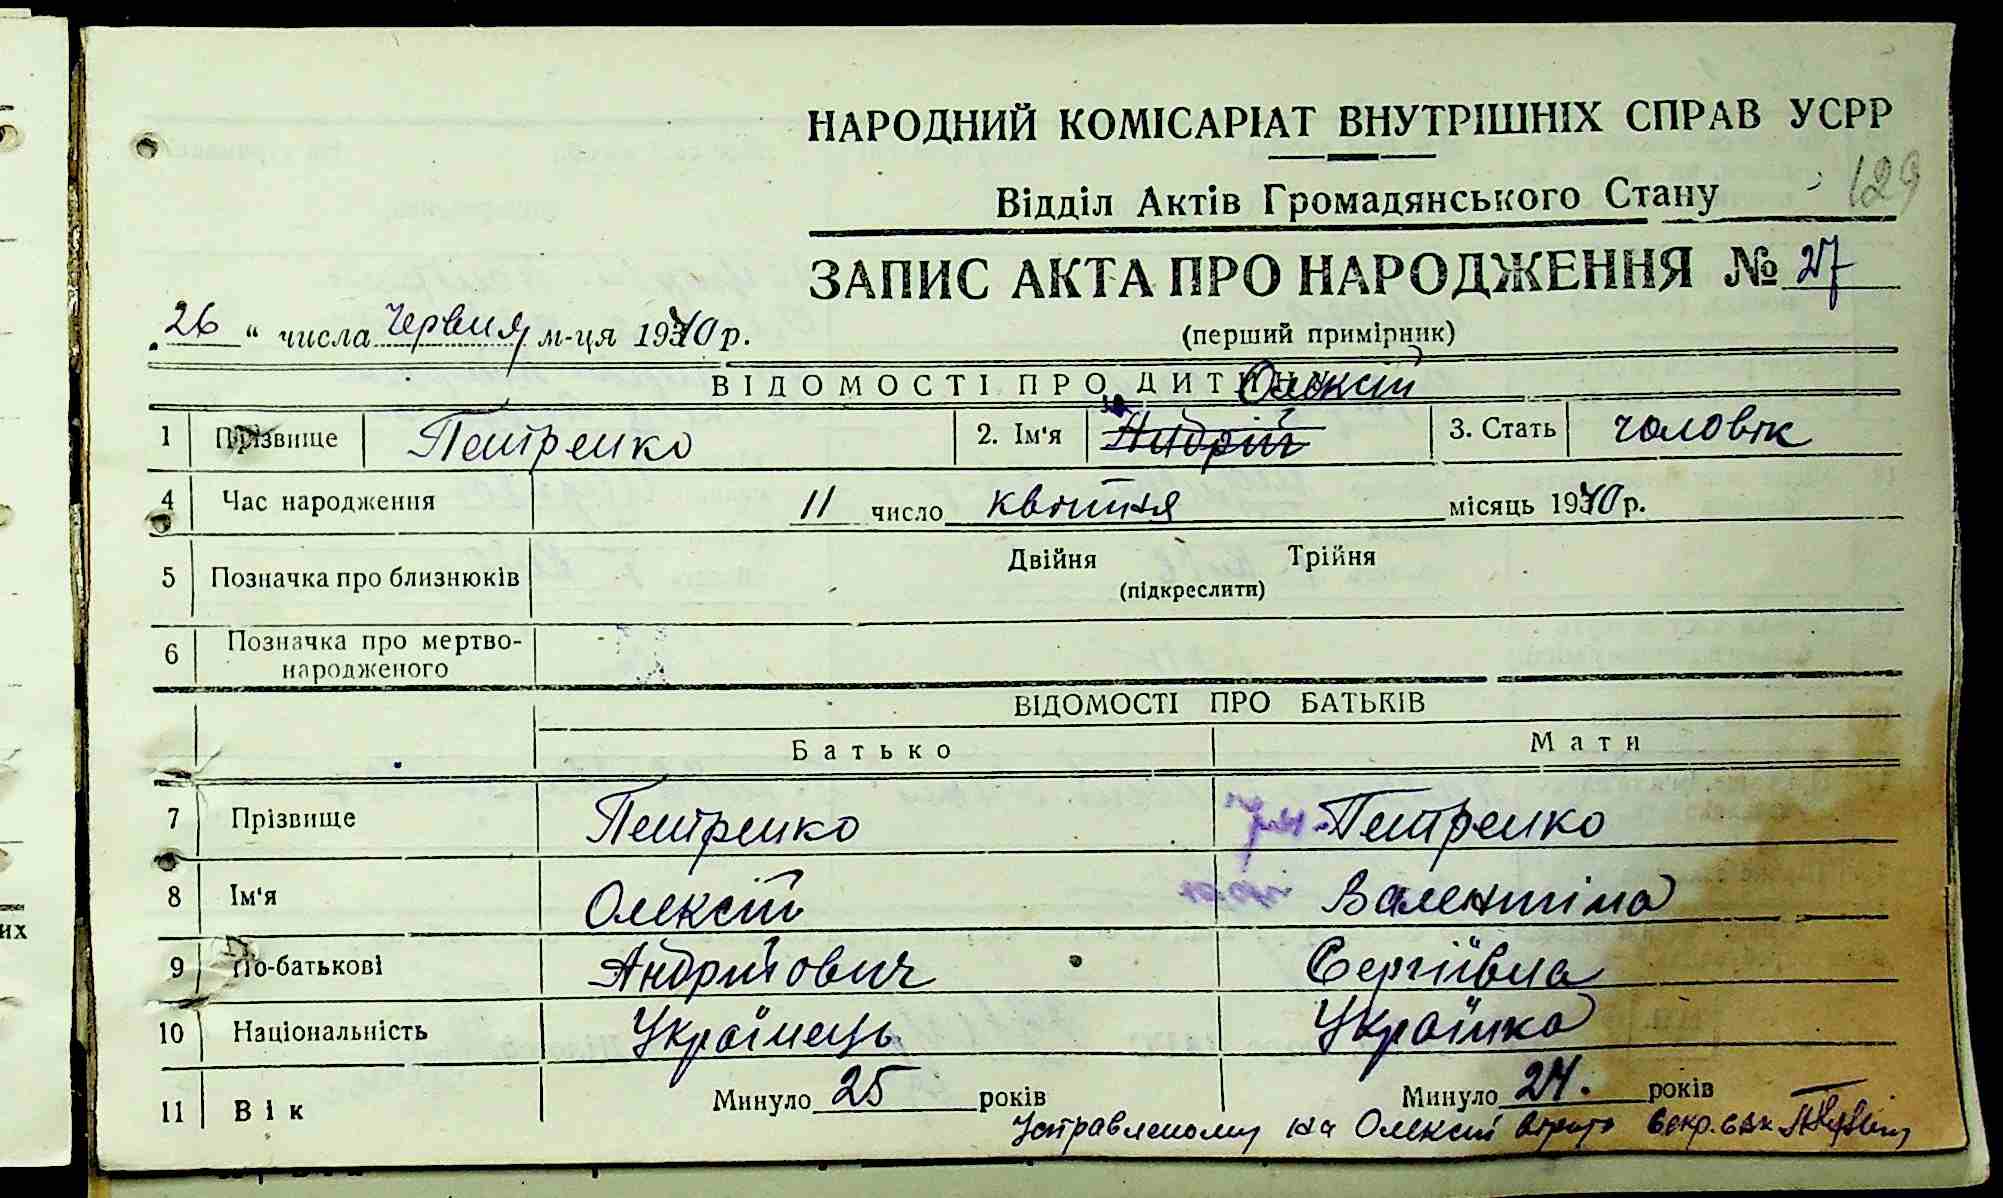 НАРОДНИЙ КОМІСАРІАТ ВНУТРІШНІХ СПРАВ УСРР
129
Відділ Актів Громадянського Стану
ЗАПИС АКТА ПРО НАРОДЖЕННЯ № 27
„26“ числа Червня м-ця 1940 р.
(перший примірник)
ВІДОМОСТІ ПРО ДИТИНУ
Олексій
1 Прізвище Петренко 2. Ім'я Андрій 3. Стать чоловік
4 Час народження 11 число квітня місяць 1940 р.
5 Позначка про близнюків Двійня Трійня
(підкреслити)
6 Позначка про мертво-
народженого
ВІДОМОСТІ ПРО БАТЬКІВ
Батько Мати
7 Прізвище Петренко Петренко
8 Ім'я Олексій Валентіна
9 По-батькові Андрійович Сергіївна
10 Національність Українець Українка
11 Вік Минуло 25 років Минуло 24. років
на Олексій
их